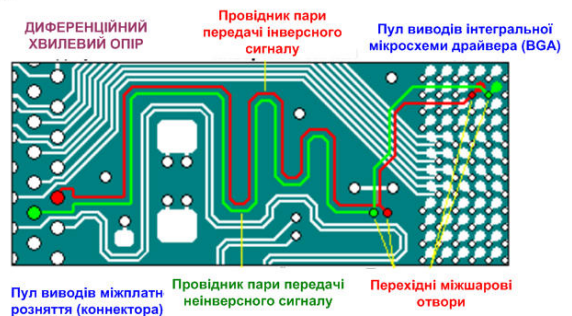 ДИФЕРЕНЦІЙНИЙ
ХВИЛЕВИЙ ОПІР
Провідник пари
передачі інверсного
сигналу
Пул виводів інтегральної
мікросхеми драйвера (BGA)
Пул виводів міжплатн
розняття (коннектора)
Провідник пари передачі
неінверсного сигналу
Перехідні міжшарові
отвори